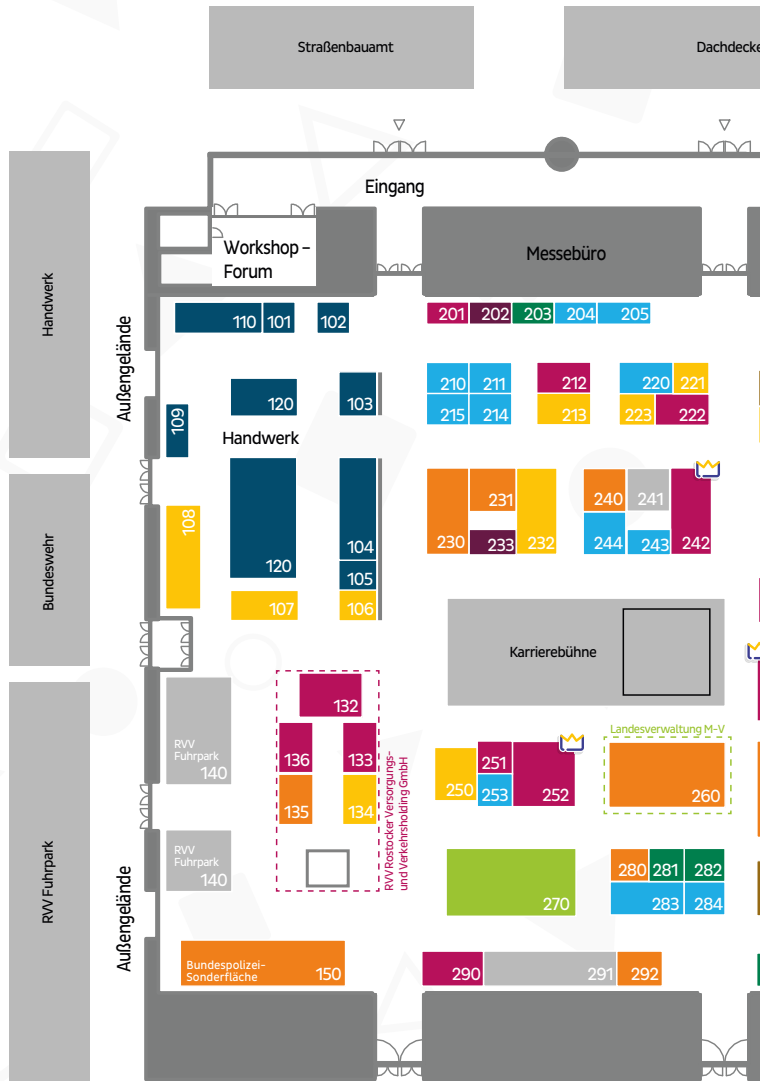 Straßenbauamt
Dachdecke
Eingang
Workshop –
Forum
Messebüro
Handwerk
Außengelände
110 101 102
201 202 203 204 205
120 103
210 211
215 214
212
213
220 221
223 222
109
Handwerk
108
120
104
105
107 106
230 231 232
233
240 241 242
244 243
Bundeswehr
Karrierebühne
132
136 133
135 134
RVV Rostocker Versorgungs-
und Verkehrsholding GmbH
RVV
Fuhrpark
140
RVV
Fuhrpark
140
250 251 252
253
Landesverwaltung M-V
260
270
280 281 282
283 284
RVV Fuhrpark
Außengelände
Bundespolizei-
Sonderfläche
150
290 291 292